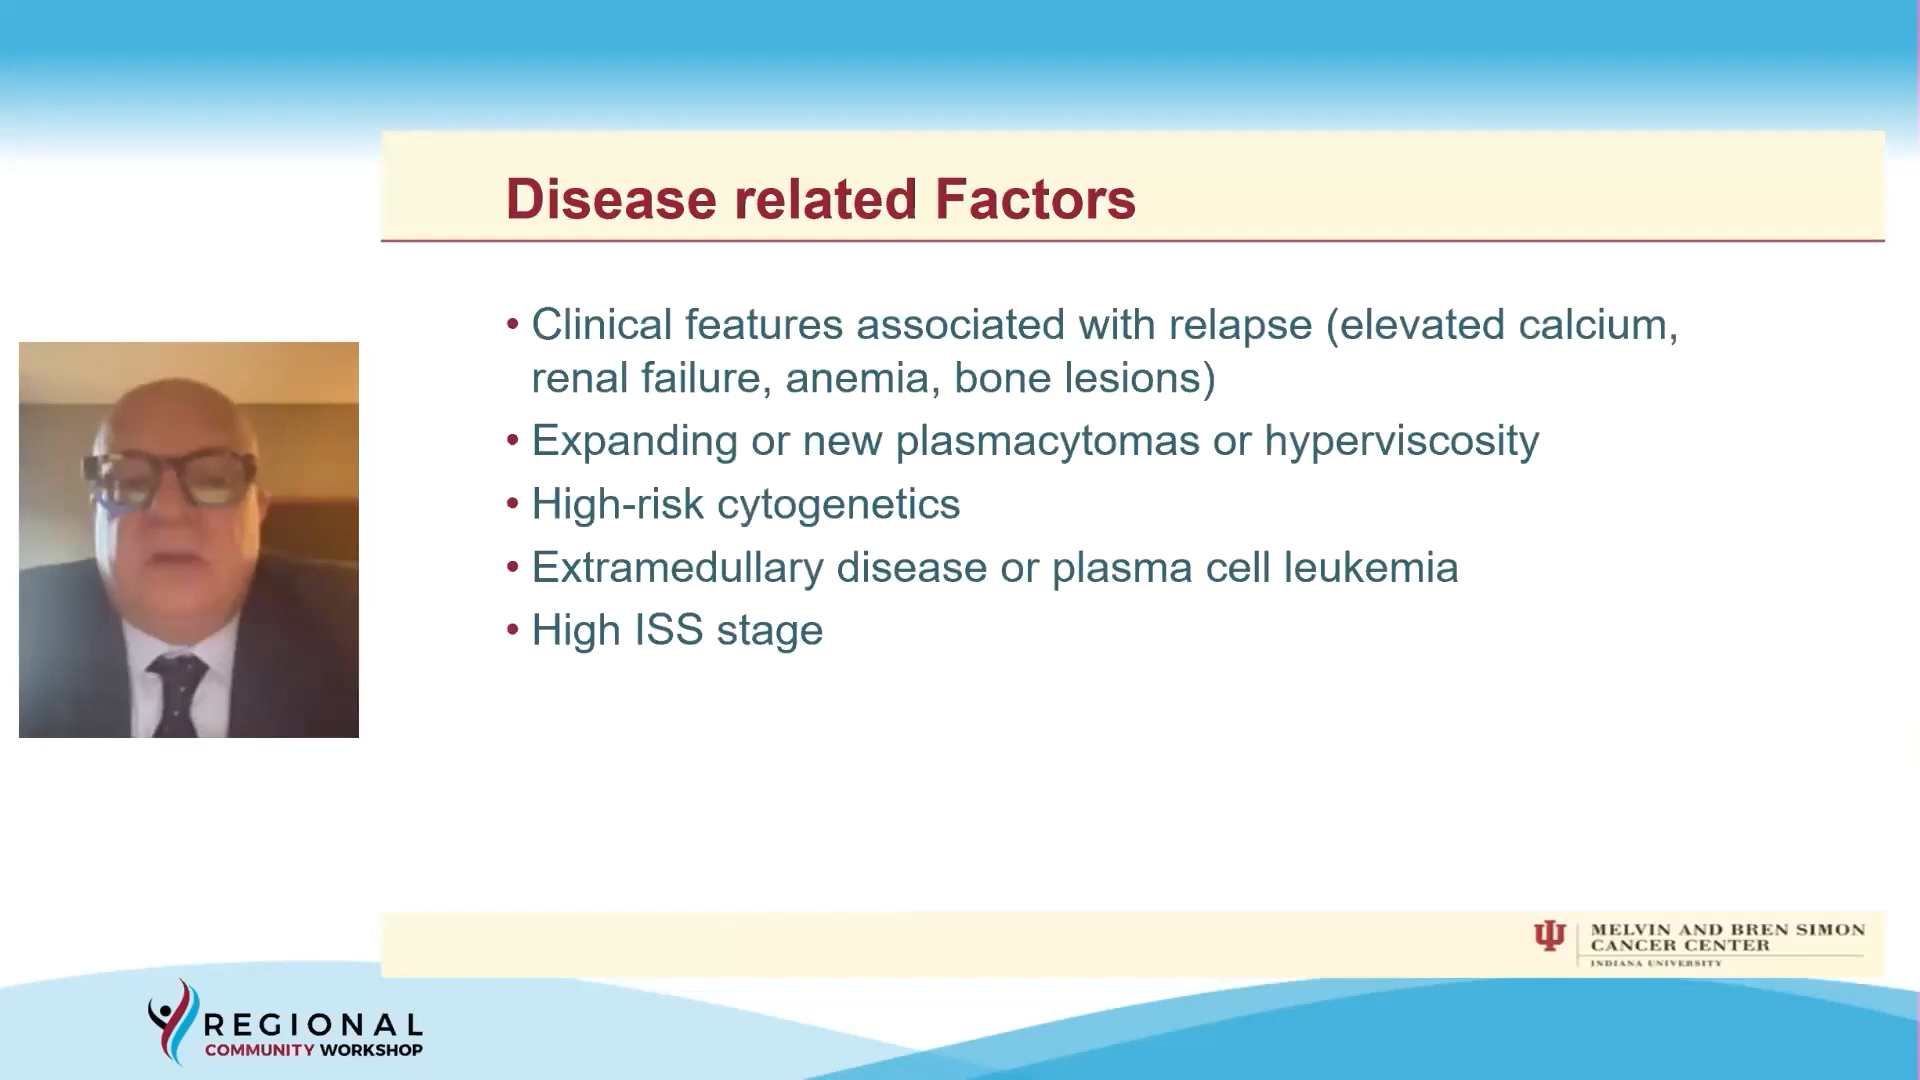 Disease related Factors
• Clinical features associated with relapse (elevated calcium,
renal failure, anemia, bone lesions)
• Expanding or new plasmacytomas or hyperviscosity
• High-risk cytogenetics
• Extramedullary disease or plasma cell leukemia
• High ISS stage
MELVIN AND BREN SIMON
CANCER CENTER
INDIANA UNIVERSITY
REGIONAL
COMMUNITY WORKSHOP